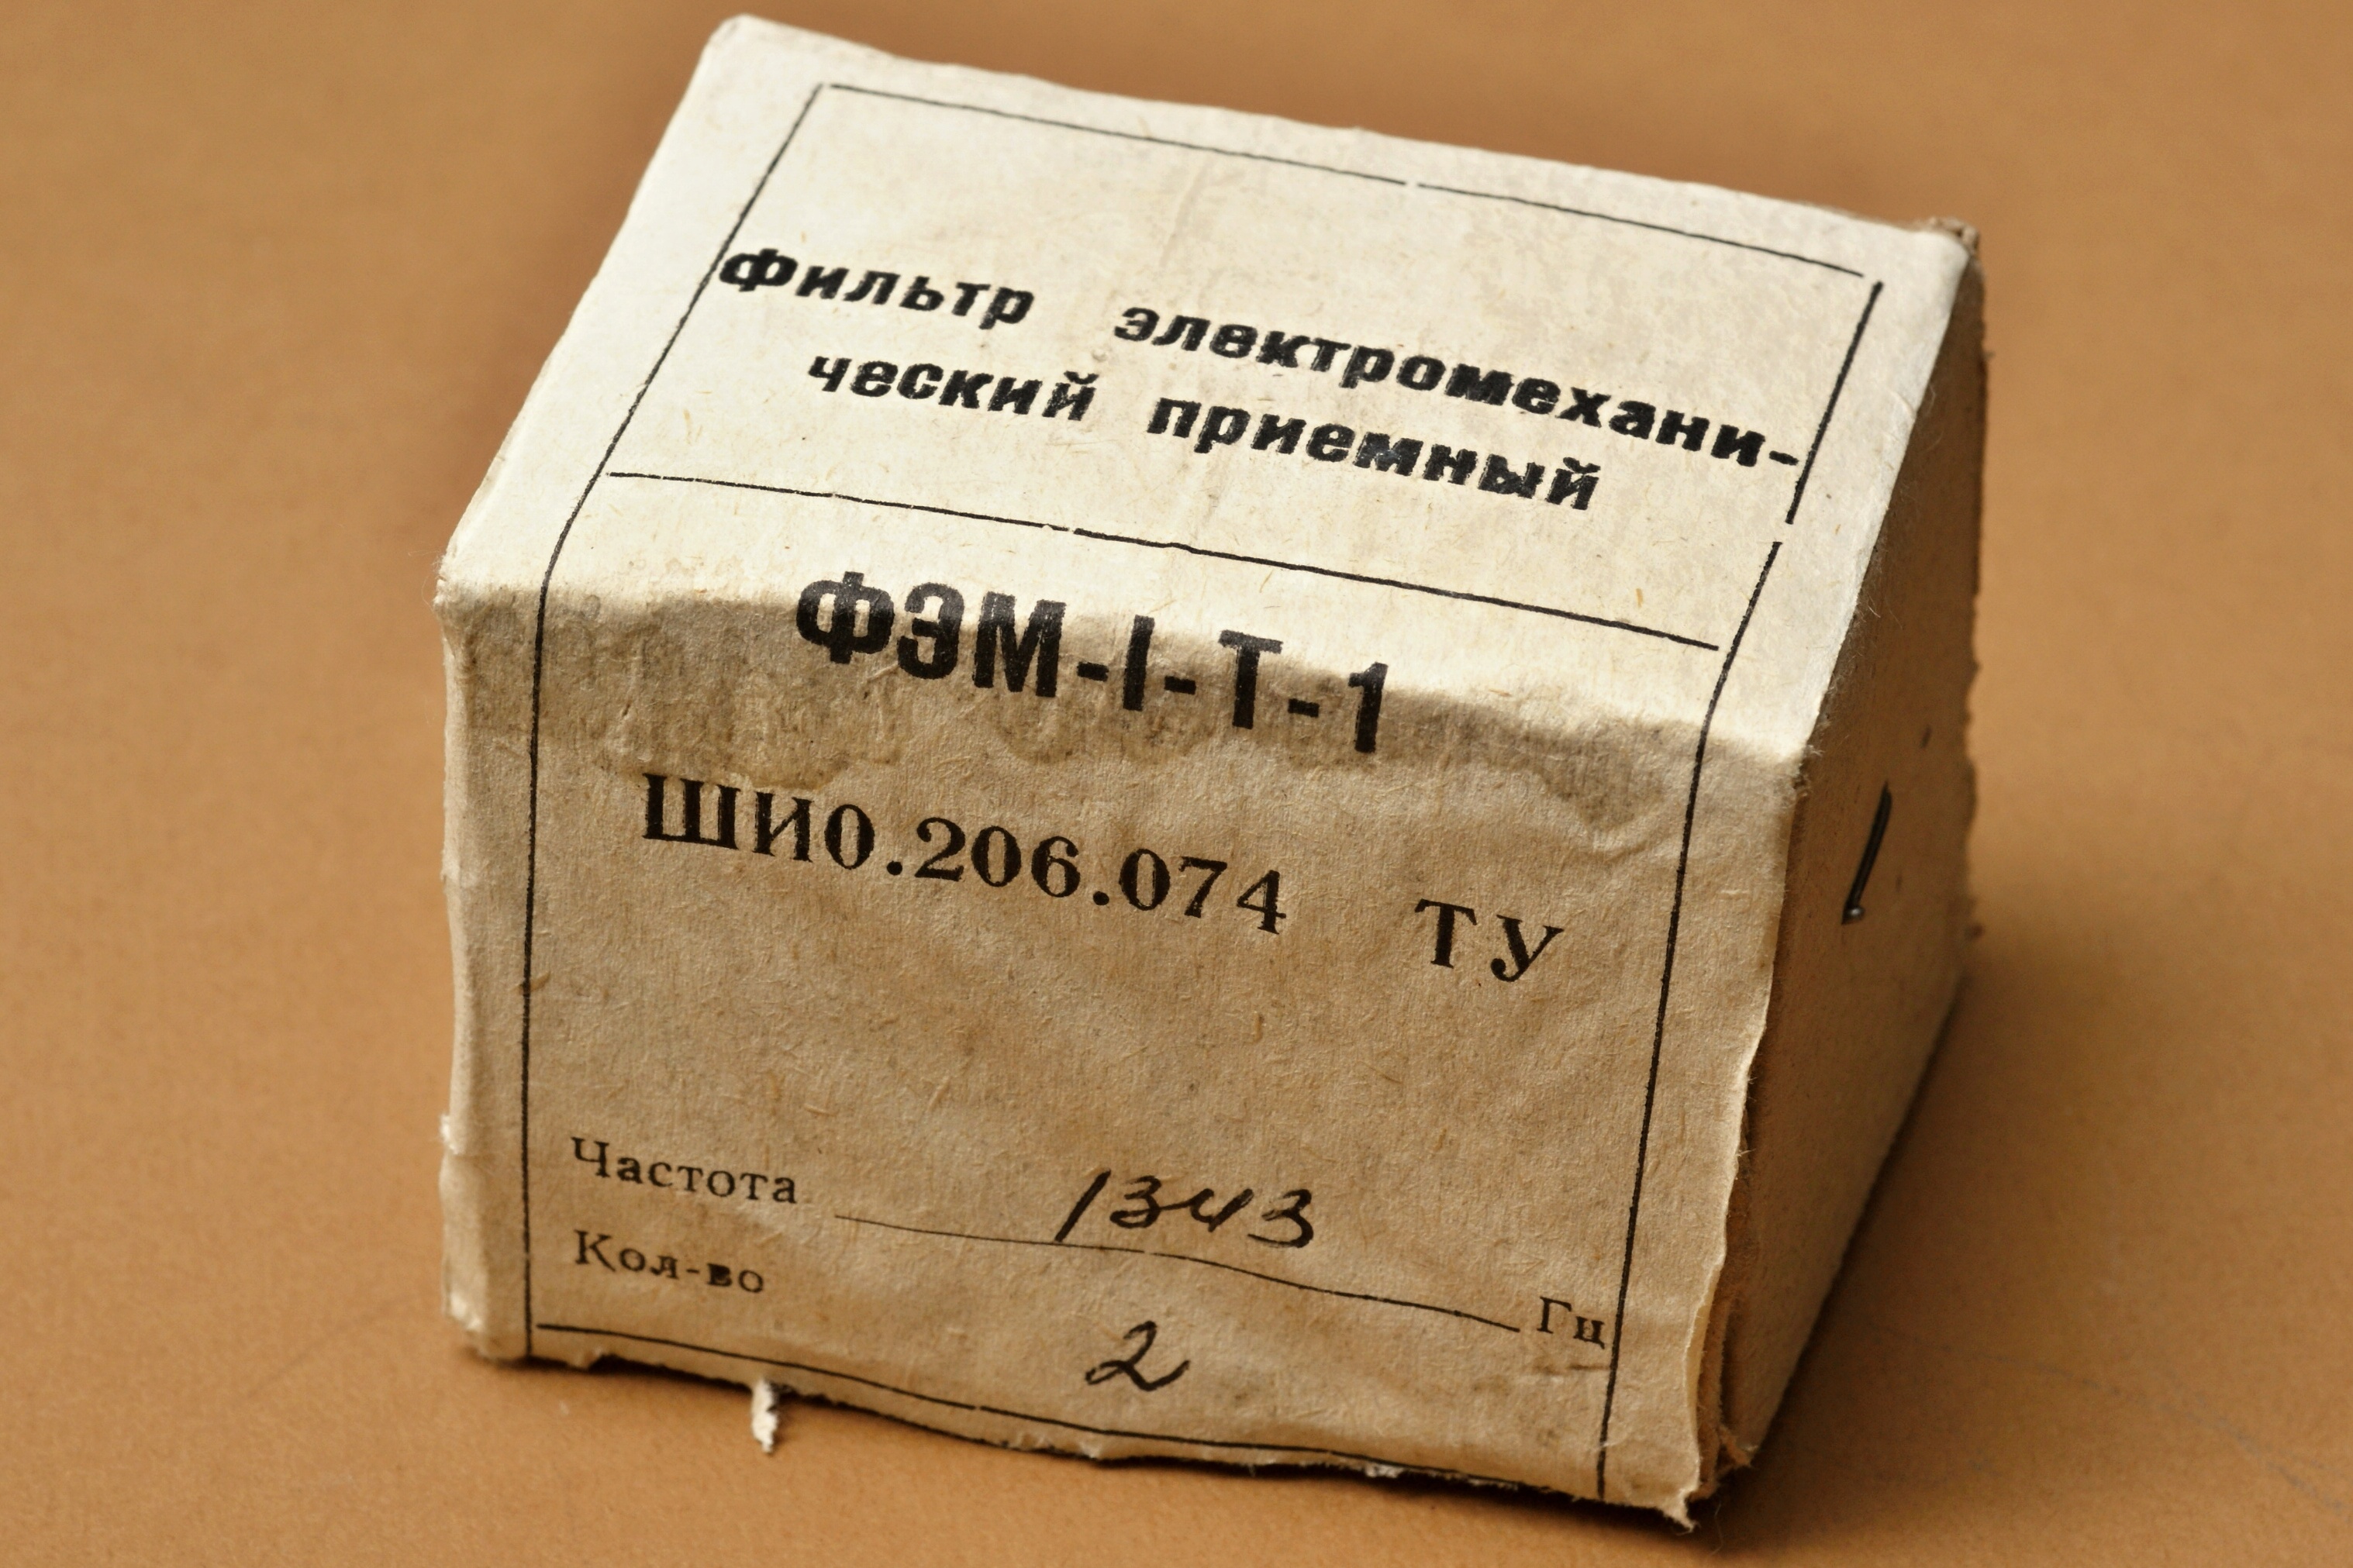 Фильтр электромехани-
ческий приемный
ФЭМ-I-Т-1
ШИ0.206.074 ТУ
Частота 1343 Гц
Кол-во 2